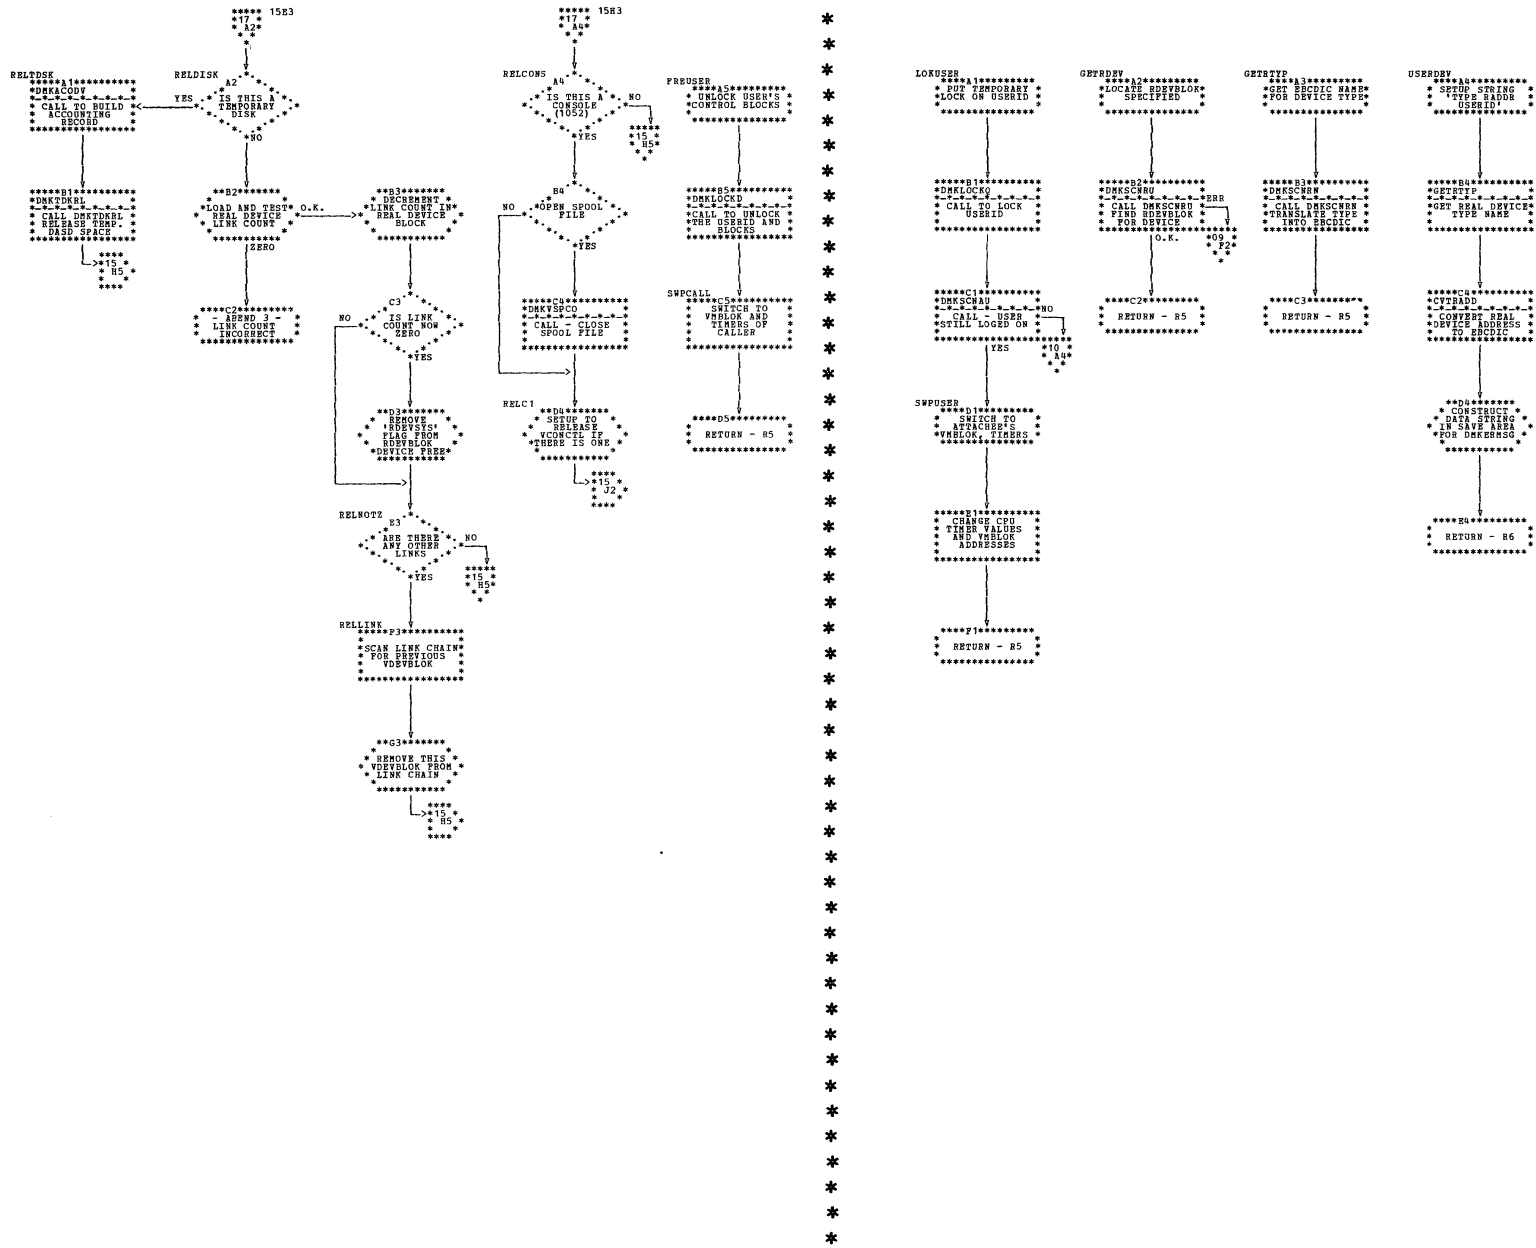 17 15E3
A2
RELTDSK
A1
DMKACODV
CALL TO BUILD
ACCOUNTING
RECORD
RELDISK
A2
IS THIS A
TEMPORARY
DISK
YES
NO
B1
DMKTDKRL
CALL DMKTDKRL
RELEASE TEMP.
DASD SPACE
15
H5
B2
LOAD AND TEST
REAL DEVICE
LINK COUNT
O.K.
ZERO
C2
- ABEND 3 -
LINK COUNT
INCORRECT
B3
DECREMENT
LINK COUNT IN
REAL DEVICE
BLOCK
C3
IS LINK
COUNT NOW
ZERO
NO
YES
D3
REMOVE
'RDEVSYS'
FLAG FROM
RDEVBLOK
DEVICE FREE
RELNOTZ
E3
ARE THERE
ANY OTHER
LINKS
NO
15
H5
YES
RELLINK
F3
SCAN LINK CHAIN
FOR PREVIOUS
VDEVBLOK
G3
REMOVE THIS
VDEVBLOK FROM
LINK CHAIN
15
H5
17 15H3
A4
RELCONS
A4
IS THIS A
CONSOLE
(1052)
NO
15
H5
YES
B4
OPEN SPOOL
FILE
NO
YES
C4
DMKVSPCO
CALL - CLOSE
SPOOL FILE
RELC1
D4
SETUP TO
RELEASE
VCONCTL IF
THERE IS ONE
15
J2
FREUSER
A5
UNLOCK USER'S
CONTROL BLOCKS
B5
DMKLOCKD
CALL TO UNLOCK
THE USERID AND
BLOCKS
SWPCALL
C5
SWITCH TO
VMBLOK AND
TIMERS OF
CALLER
D5
RETURN - R5
LOKUSER
A1
PUT TEMPORARY
LOCK ON USERID
B1
DMKLOCKQ
CALL TO LOCK
USERID
C1
DMKSCNAU
CALL - USER
STILL LOGED ON
NO
10
A4
YES
SWPUSER
D1
SWITCH TO
ATTACHEE'S
VMBLOK, TIMERS
E1
CHANGE CPU
TIMER VALUES
AND VMBLOK
ADDRESSES
F1
RETURN - R5
GETRDEV
A2
LOCATE RDEVBLOK
SPECIFIED
B2
DMKSCNRU
CALL DMKSCNRU
FIND RDEVBLOK
FOR DEVICE
ERR
09
F2
O.K.
C2
RETURN - R5
GETRTYP
A3
GET EBCDIC NAME
FOR DEVICE TYPE
B3
DMKSCNRN
CALL DMKSCNRN
TRANSLATE TYPE
INTO EBCDIC
C3
RETURN - R5
USERDEV
A4
SETUP STRING
'TYPE RADDR
USERID'
B4
GETRTYP
GET REAL DEVICE
TYPE NAME
C4
CVTRADD
CONVERT REAL
DEVICE ADDRESS
TO EBCDIC
D4
CONSTRUCT
DATA STRING
IN SAVE AREA
FOR DMKERMSG
E4
RETURN - R6